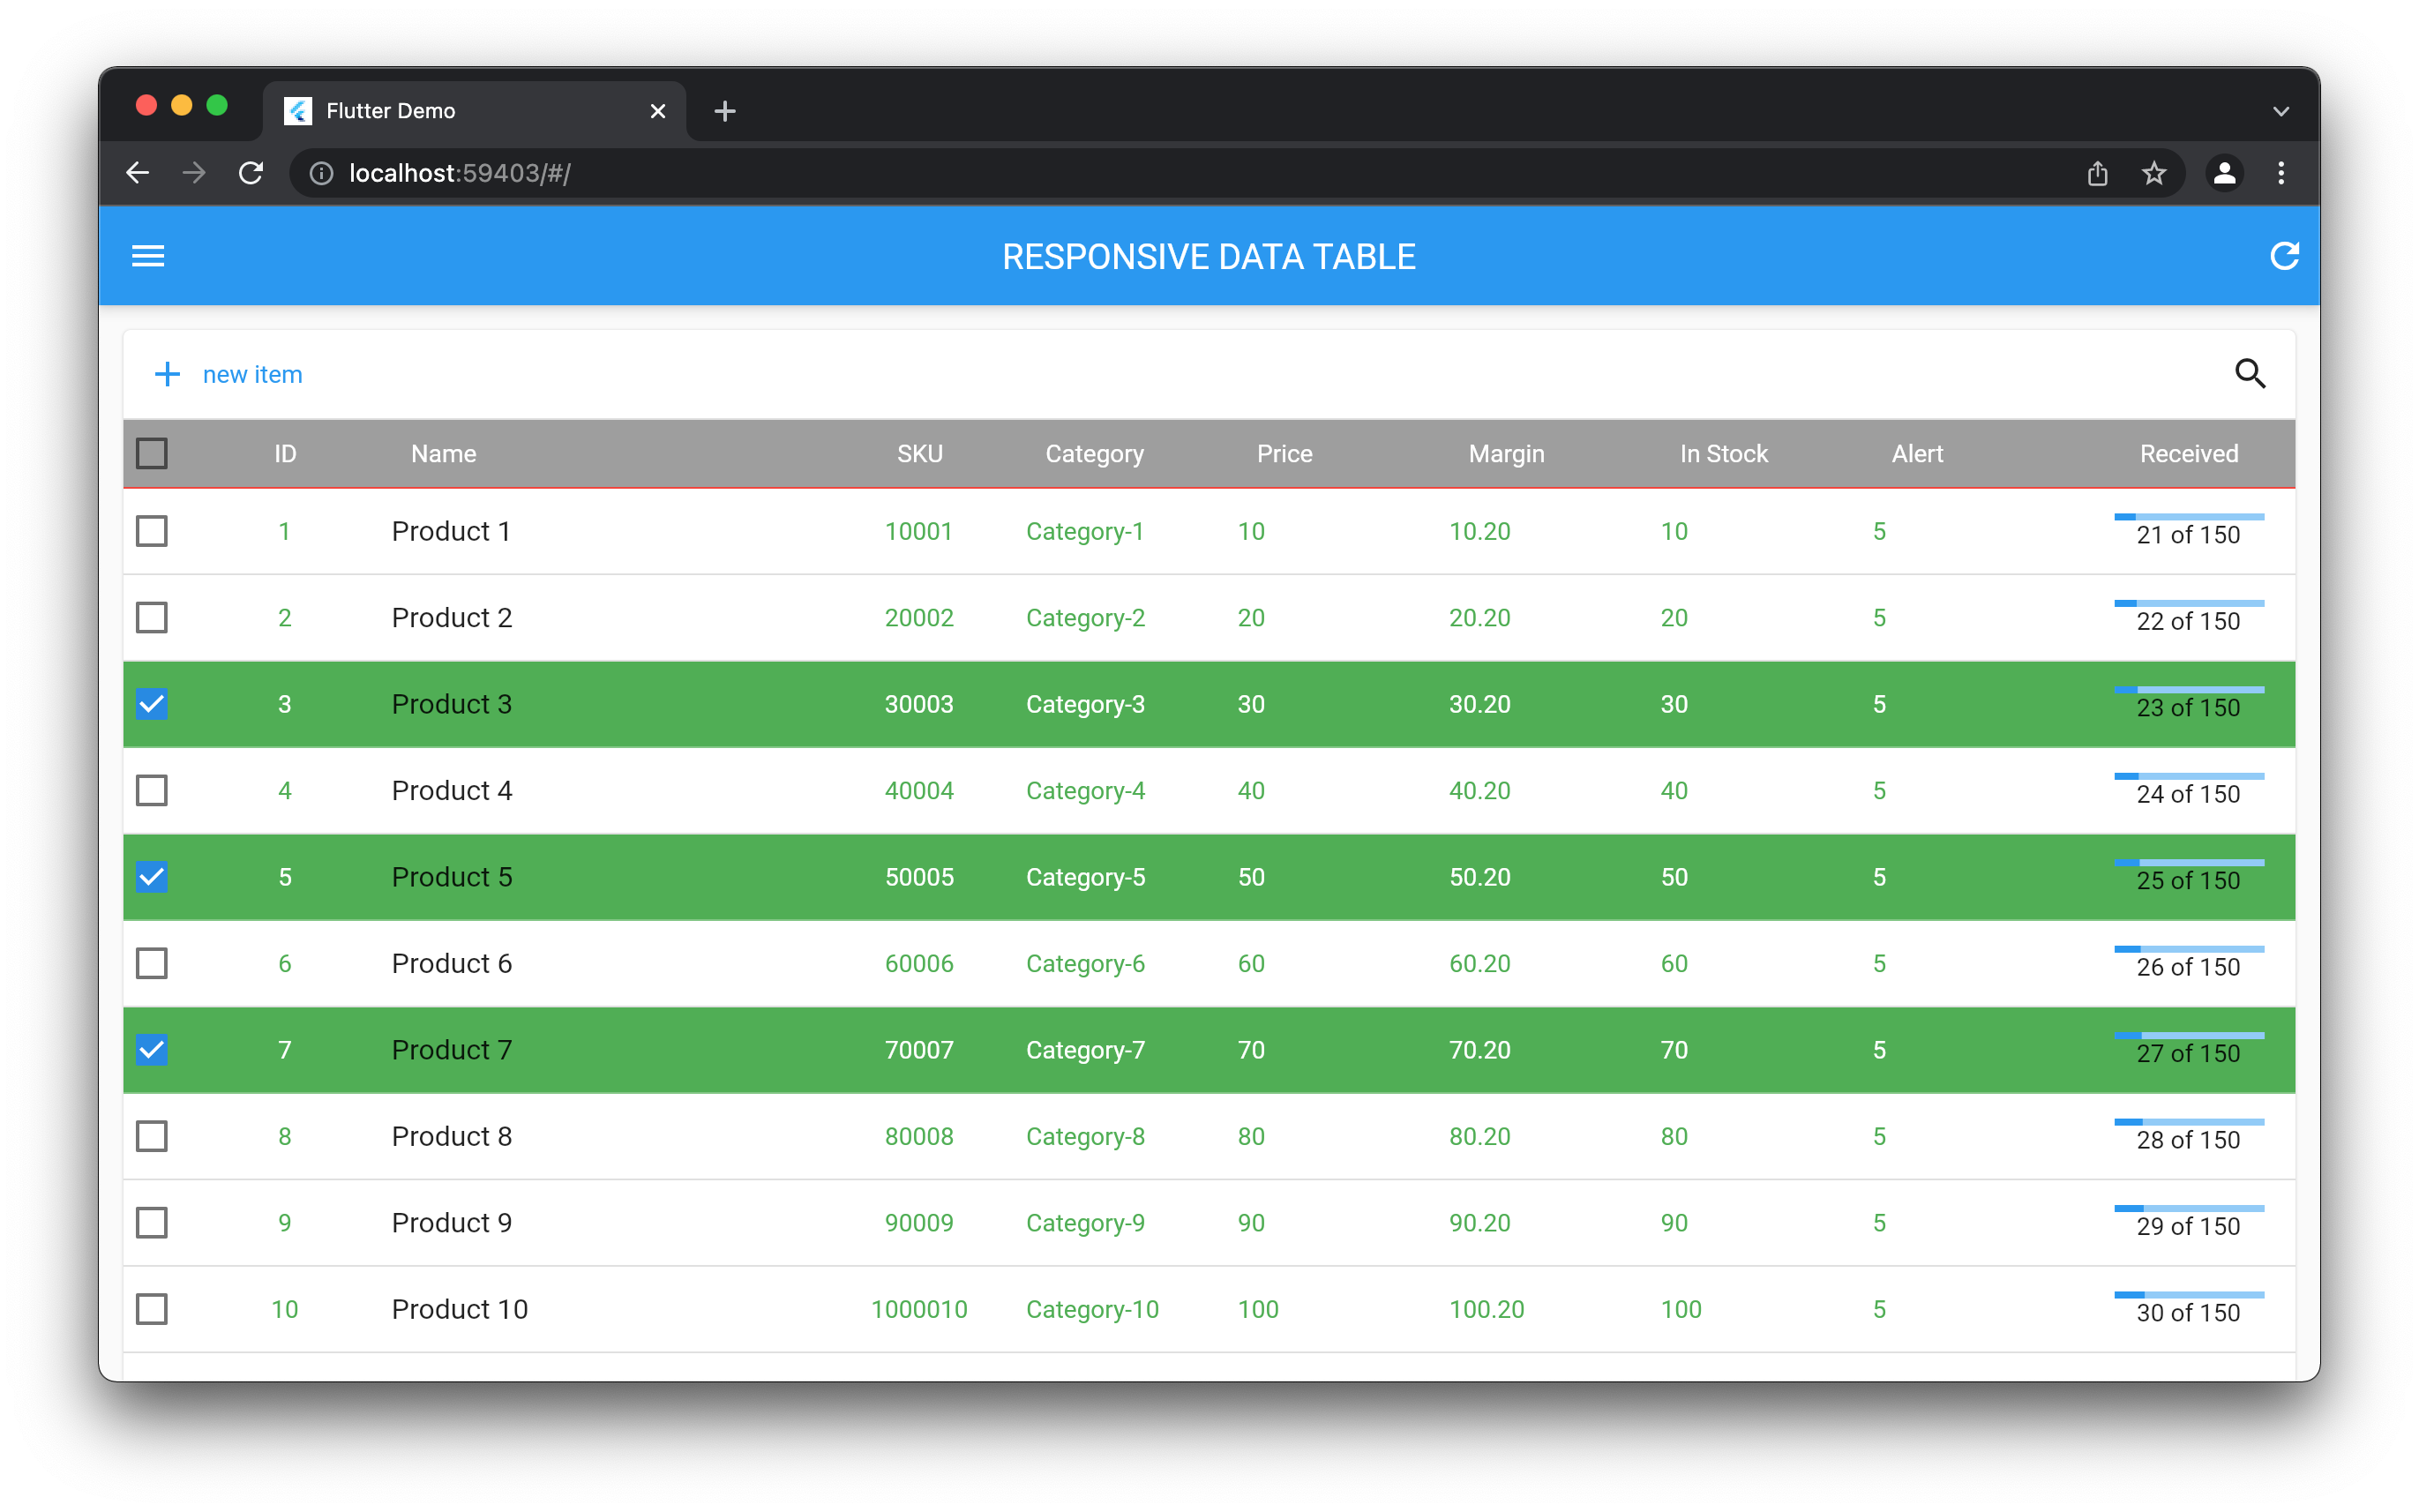 Flutter Demo
localhost:59403/#/
RESPONSIVE DATA TABLE
new item
ID Name SKU Category Price Margin In Stock Alert Received
1 Product 1 10001 Category-1 10 10.20 10 5 21 of 150
2 Product 2 20002 Category-2 20 20.20 20 5 22 of 150
3 Product 3 30003 Category-3 30 30.20 30 5 23 of 150
4 Product 4 40004 Category-4 40 40.20 40 5 24 of 150
5 Product 5 50005 Category-5 50 50.20 50 5 25 of 150
6 Product 6 60006 Category-6 60 60.20 60 5 26 of 150
7 Product 7 70007 Category-7 70 70.20 70 5 27 of 150
8 Product 8 80008 Category-8 80 80.20 80 5 28 of 150
9 Product 9 90009 Category-9 90 90.20 90 5 29 of 150
10 Product 10 1000010 Category-10 100 100.20 100 5 30 of 150